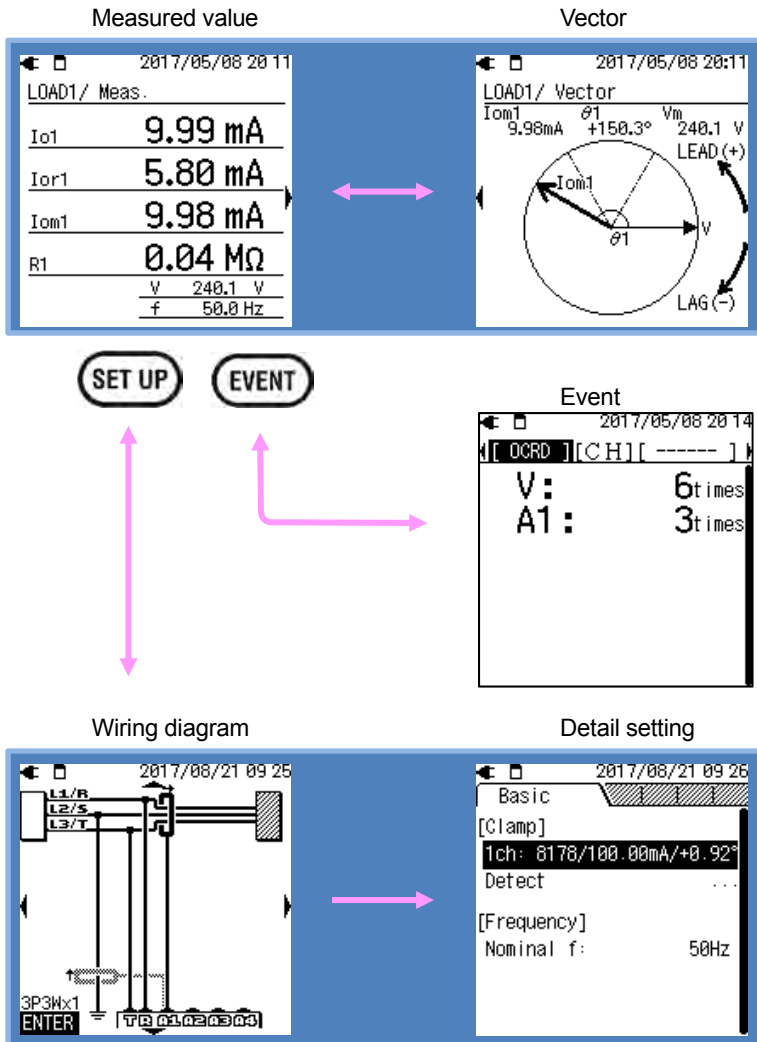 Measured value
2017/05/08 20 11
LOAD1/ Meas.
Io1 9.99 mA
Ior1 5.80 mA
Iom1 9.98 mA
R1 0.04 MΩ
V 240.1 V
f 50.0 Hz
Vector
2017/05/08 20:11
LOAD1/ Vector
Iom1 θ1 Vm
9.98mA +150.3° 240.1 V
LEAD(+)
Iom1
V
θ1
LAG(-)
SET UP
EVENT
Event
2017/05/08 20 14
[ OCRD ][CH][ ------ ]
V: 6times
A1: 3times
Wiring diagram
2017/08/21 09 25
L1/R
L2/S
L3/T
3P3Wx1
ENTER
T R A1 A2 A3 A4
Detail setting
2017/08/21 09 26
Basic
[Clamp]
1ch: 8178/100.00mA/+0.92°
Detect ...
[Frequency]
Nominal f: 50Hz